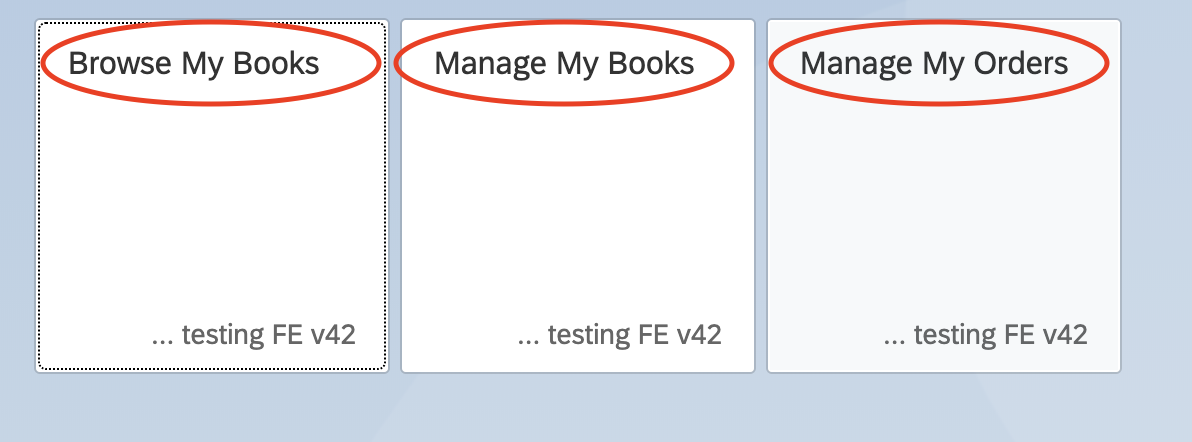 Browse My Books
Manage My Books
Manage My Orders
... testing FE v42
... testing FE v42
... testing FE v42